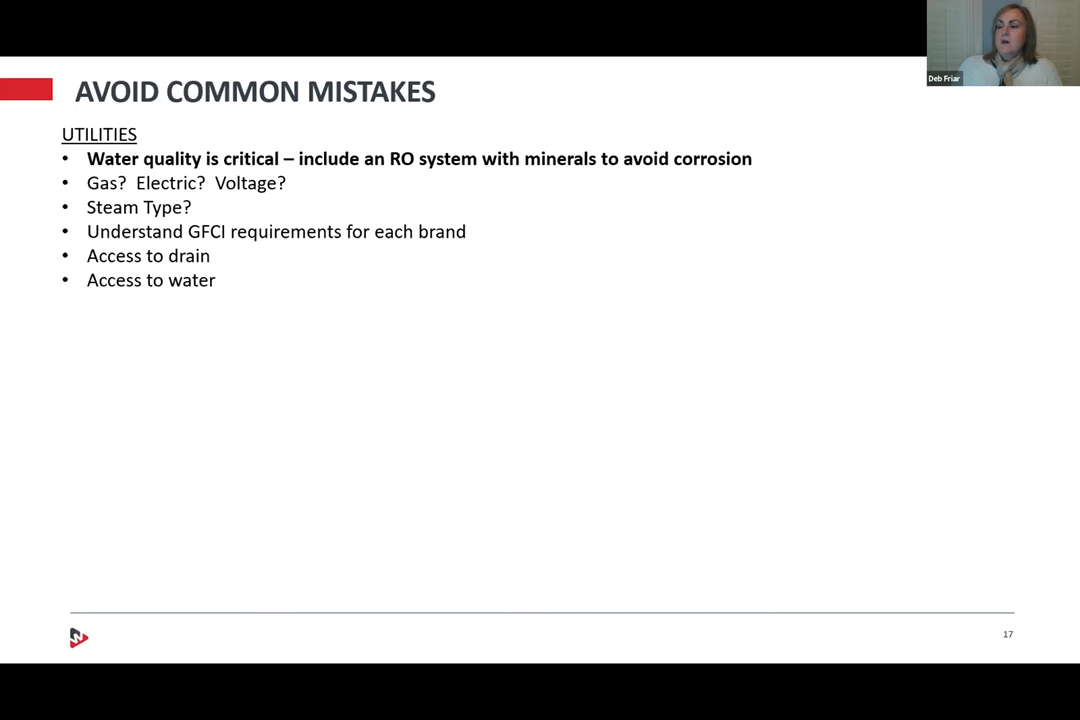 Deb Friar
AVOID COMMON MISTAKES
UTILITIES
• Water quality is critical – include an RO system with minerals to avoid corrosion
• Gas? Electric? Voltage?
• Steam Type?
• Understand GFCI requirements for each brand
• Access to drain
• Access to water
17